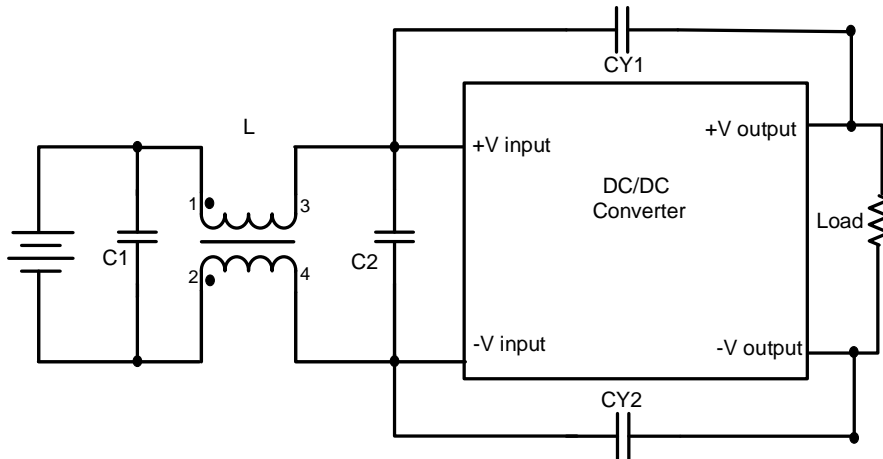 CY1
L
+V input
+V output
1
3
DC/DC
Converter
Load
C1
C2
2
4
-V input
-V output
CY2